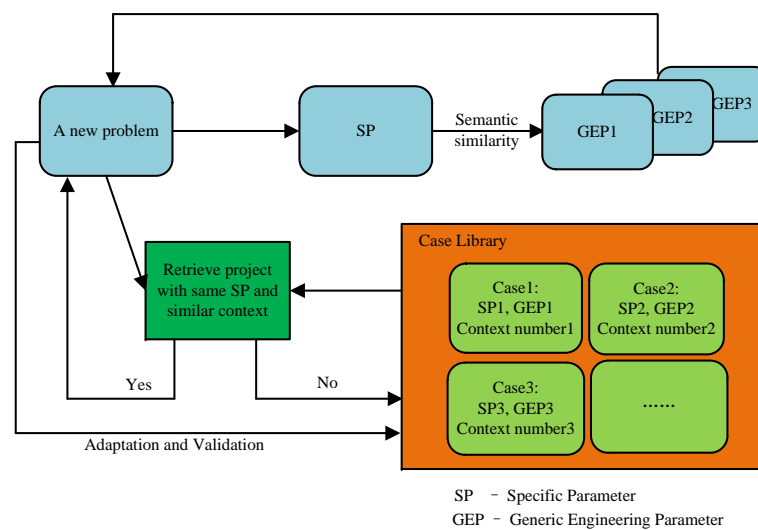 A new problem
SP
Semantic
similarity
GEP1
GEP2
GEP3
Retrieve project
with same SP and
similar context
Case Library
Case1:
SP1, GEP1
Context number1
Case2:
SP2, GEP2
Context number2
Case3:
SP3, GEP3
Context number3
......
Yes
No
Adaptation and Validation
SP - Specific Parameter
GEP - Generic Engineering Parameter